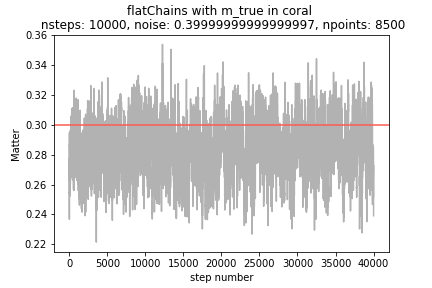 flatChains with m_true in coral
nsteps: 10000, noise: 0.39999999999999997, npoints: 8500
0.36
0.34
0.32
0.30
0.28
0.26
0.24
0.22
Matter
0 5000 10000 15000 20000 25000 30000 35000 40000
step number